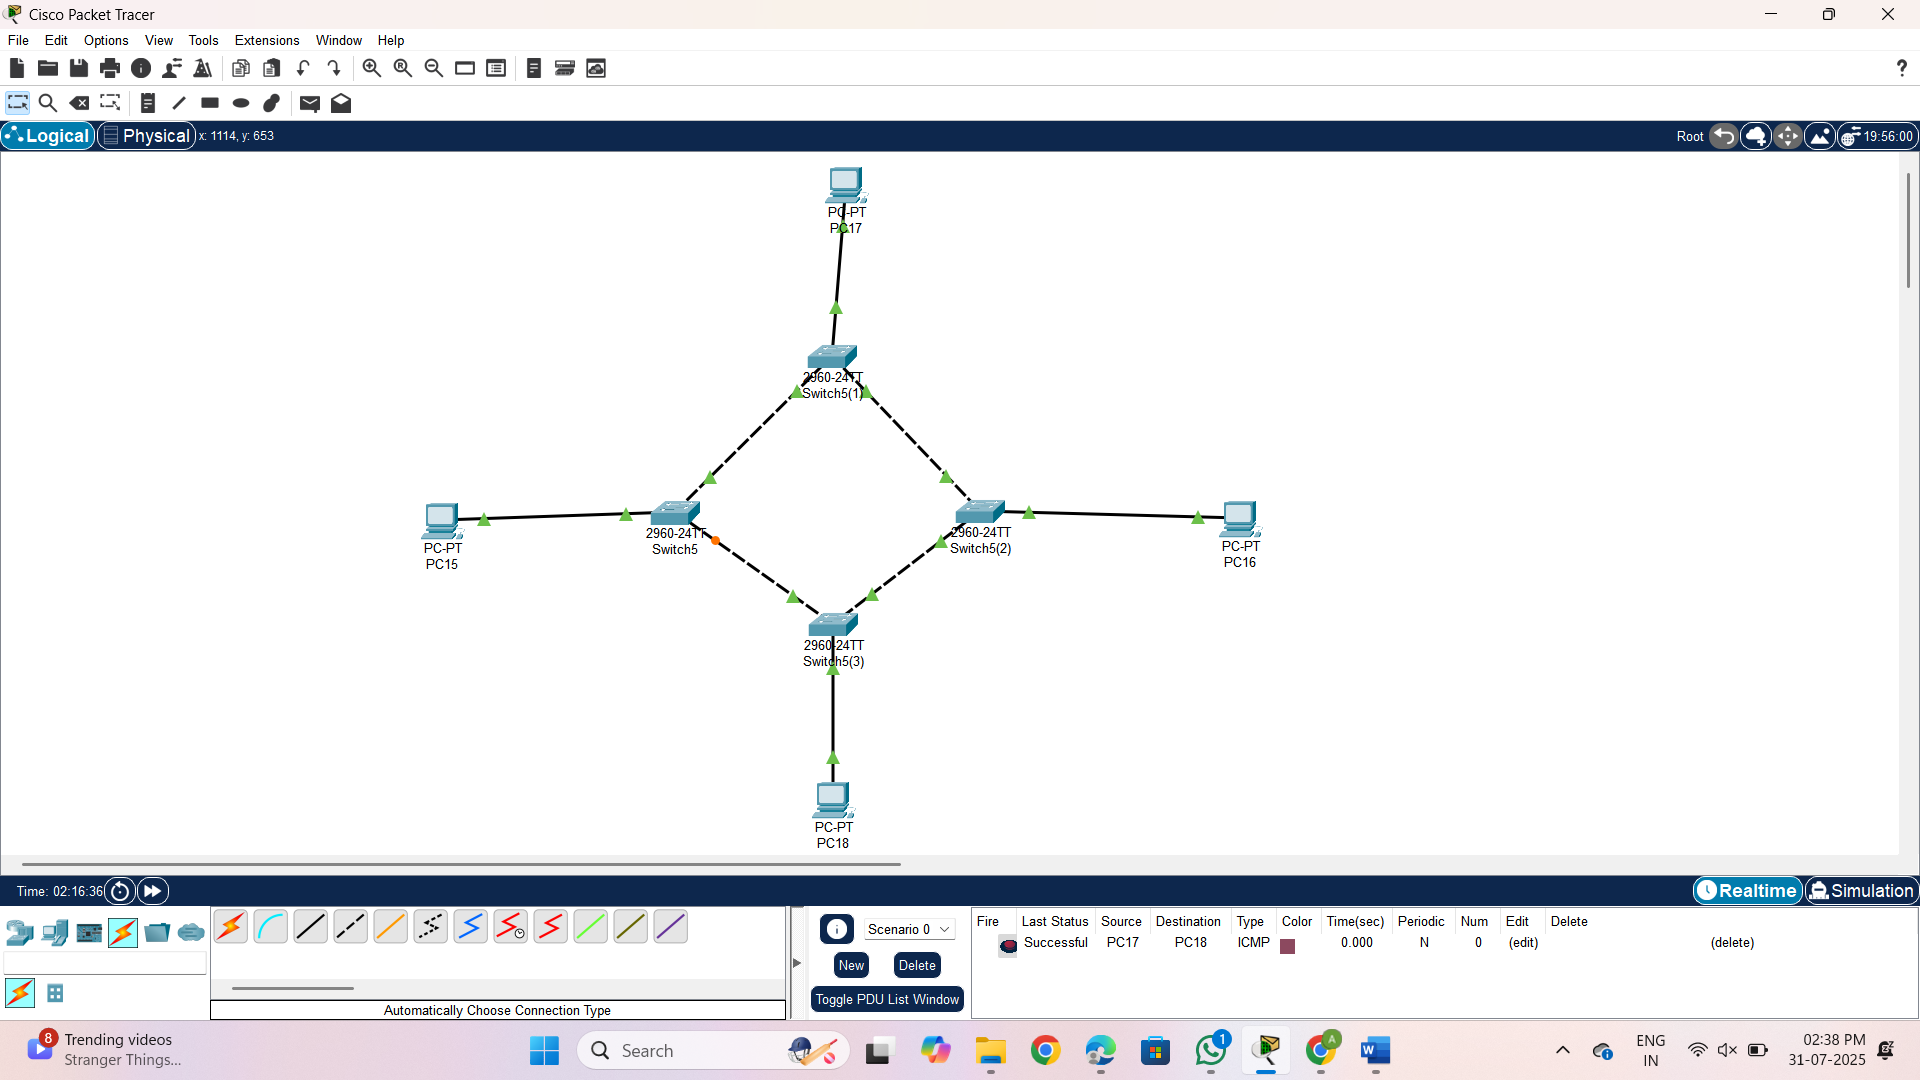 Cisco Packet Tracer
File Edit Options View Tools Extensions Window Help
?
Logical Physical x: 1114, y: 653 Root 19:56:00
PC-PT
PC17
2960-24TT
Switch5(1)
PC-PT
PC15
2960-24TT
Switch5
2960-24TT
Switch5(2)
PC-PT
PC16
2960-24TT
Switch5(3)
PC-PT
PC18
Time: 02:16:36 Realtime Simulation
Scenario 0
New Delete
Toggle PDU List Window
Fire Last Status Source Destination Type Color Time(sec) Periodic Num Edit Delete
Successful PC17 PC18 ICMP 0.000 N 0 (edit) (delete)
Automatically Choose Connection Type
8 Trending videos
Stranger Things...
Search
1
A
ENG
IN
02:38 PM
31-07-2025